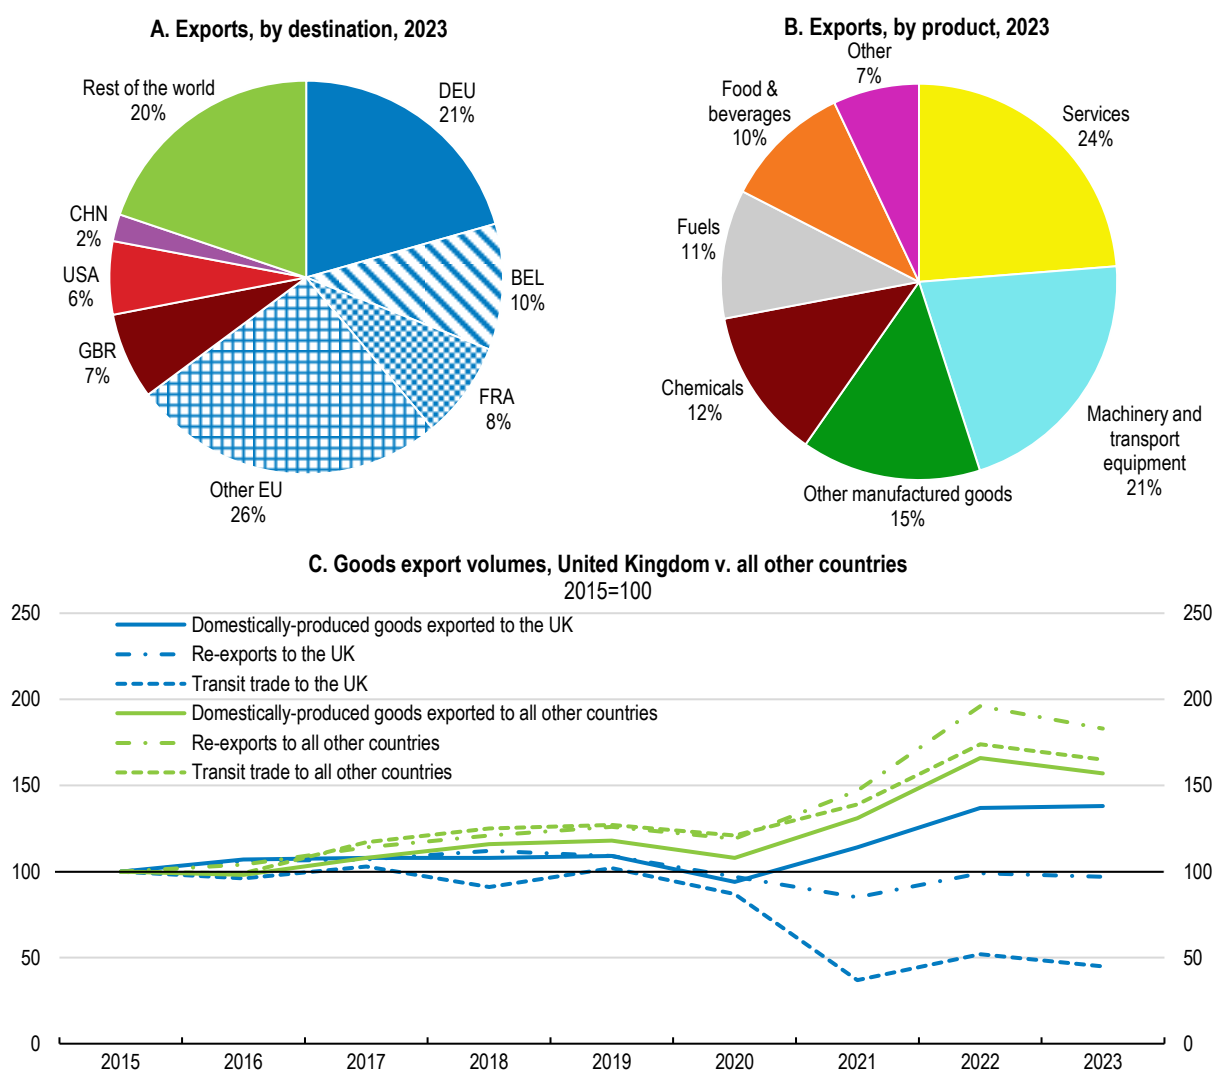 A. Exports, by destination, 2023
Rest of the world
20%
DEU
21%
CHN
2%
USA
6%
BEL
10%
GBR
7%
FRA
8%
Other EU
26%
B. Exports, by product, 2023
Other
7%
Food &
beverages
10%
Services
24%
Fuels
11%
Chemicals
12%
Machinery and
transport
equipment
21%
Other manufactured goods
15%
C. Goods export volumes, United Kingdom v. all other countries
2015=100
250
200
150
100
50
0
250
200
150
100
50
0
Domestically-produced goods exported to the UK
Re-exports to the UK
Transit trade to the UK
Domestically-produced goods exported to all other countries
Re-exports to all other countries
Transit trade to all other countries
2015 2016 2017 2018 2019 2020 2021 2022 2023